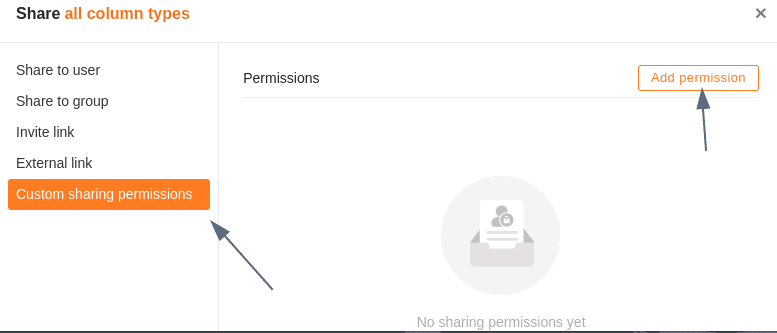 Share all column types
×
Share to user
Share to group
Invite link
External link
Custom sharing permissions
Permissions
Add permission
No sharing permissions yet